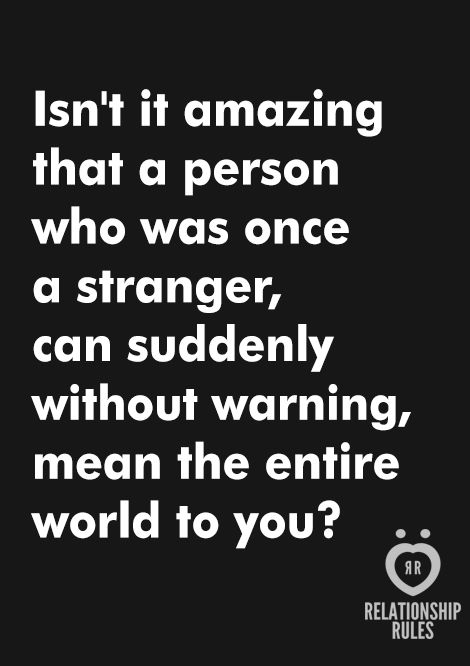 Isn't it amazing
that a person
who was once
a stranger,
can suddenly
without warning,
mean the entire
world to you?
ЯR
RELATIONSHIP
RULES